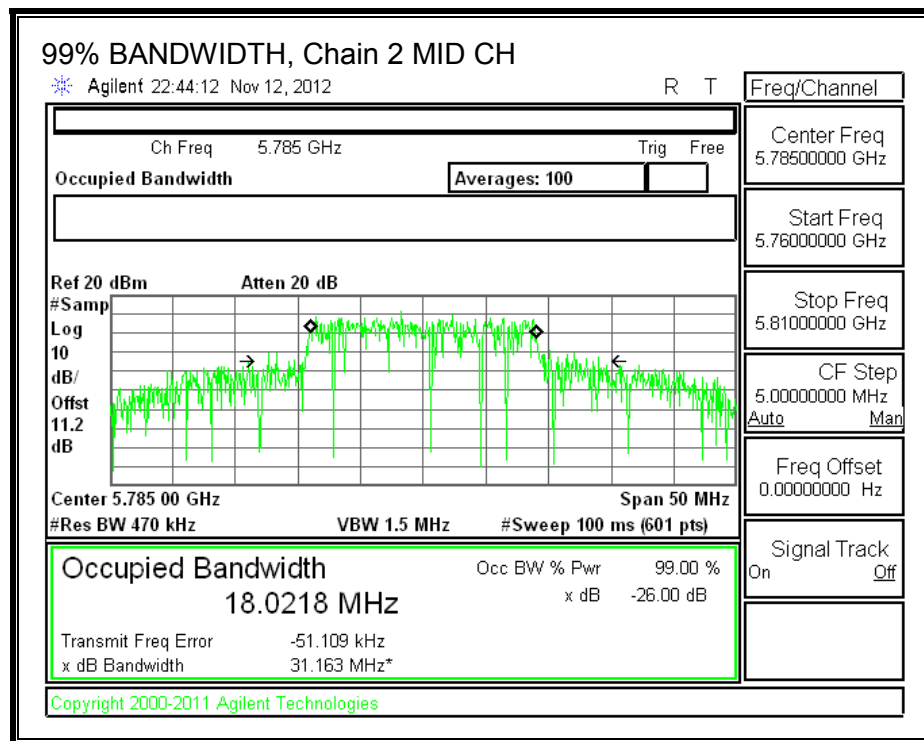 99% BANDWIDTH, Chain 2 MID CH
Agilent 22:44:12 Nov 12, 2012 R T
Freq/Channel
Ch Freq 5.785 GHz Trig Free
Occupied Bandwidth Averages: 100
Center Freq
5.78500000 GHz
Start Freq
5.76000000 GHz
Stop Freq
5.81000000 GHz
CF Step
5.00000000 MHz
Auto Man
Freq Offset
0.00000000 Hz
Signal Track
On Off
Ref 20 dBm Atten 20 dB
#Samp
Log
10
dB/
Offst
11.2
dB
Center 5.785 00 GHz Span 50 MHz
#Res BW 470 kHz VBW 1.5 MHz #Sweep 100 ms (601 pts)
Occupied Bandwidth Occ BW % Pwr 99.00 %
18.0218 MHz x dB -26.00 dB
Transmit Freq Error -51.109 kHz
x dB Bandwidth 31.163 MHz*
Copyright 2000-2011 Agilent Technologies